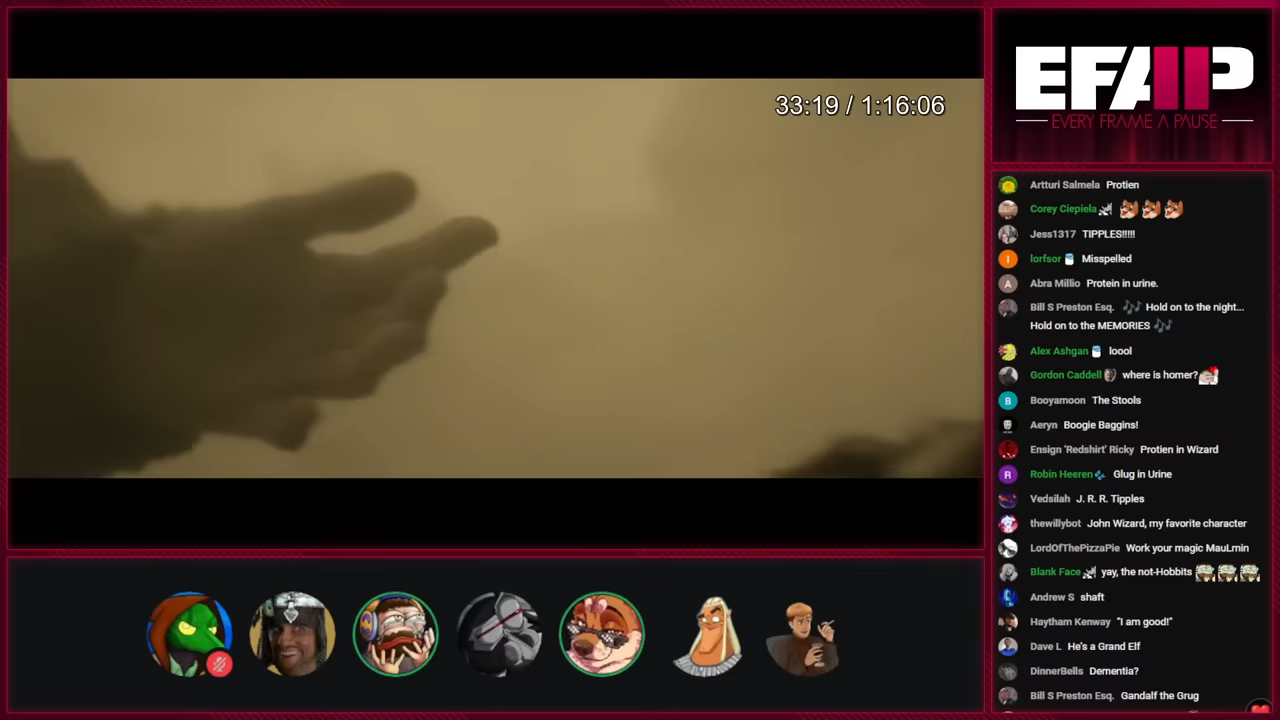 33:19 / 1:16:06
EFAP
EVERY FRAME A PAUSE
Artturi Salmela Protien
Corey Ciepiela
Jess1317 TIPPLES!!!!!
lorfsor Misspelled
Abra Millio Protein in urine.
Bill S Preston Esq. 🎶 Hold on to the night...
Hold on to the MEMORIES 🎶
Alex Ashgan loool
Gordon Caddell where is homer?
Booyamoon The Stools
Aeryn Boogie Baggins!
Ensign 'Redshirt' Ricky Protien in Wizard
Robin Heeren Glug in Urine
Vedsilah J. R. R. Tipples
thewillybot John Wizard, my favorite character
LordOfThePizzaPie Work your magic MauLmin
Blank Face yay, the not-Hobbits
Andrew S shaft
Haytham Kenway "I am good!"
Dave L He's a Grand Elf
DinnerBells Dementia?
Bill S Preston Esq. Gandalf the Grug